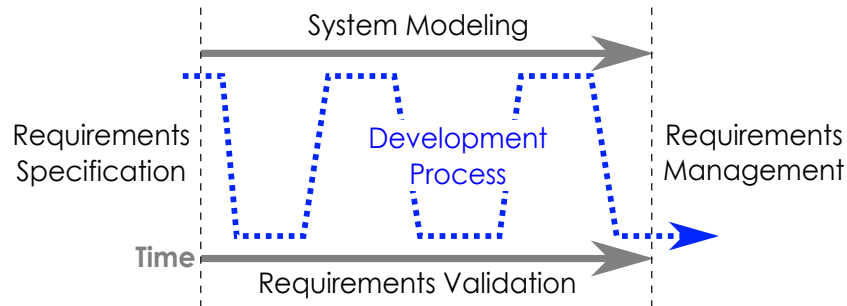 System Modeling
Requirements
Specification
Development
Process
Requirements
Management
Time
Requirements Validation